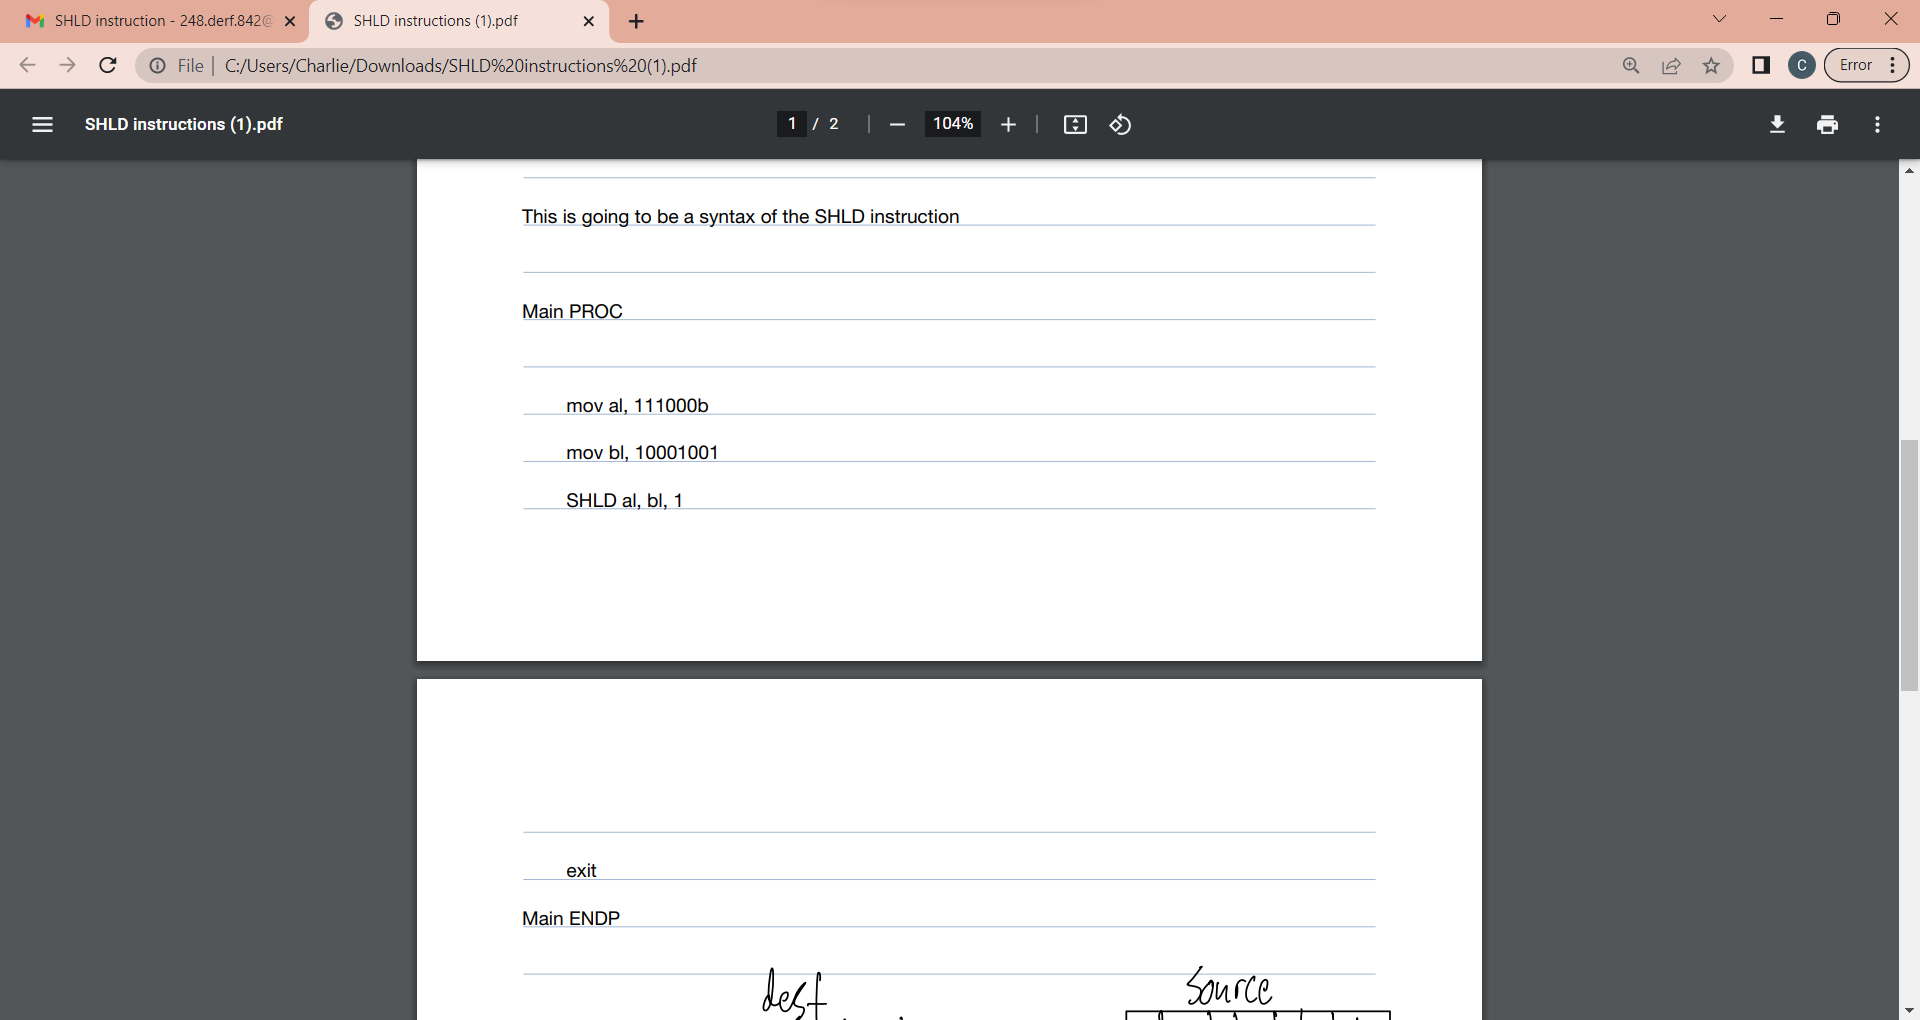 SHLD instruction - 248.derf.842@
SHLD instructions (1).pdf
File
C:/Users/Charlie/Downloads/SHLD%20instructions%20(1).pdf
C
Error
SHLD instructions (1).pdf
1 / 2
104%
This is going to be a syntax of the SHLD instruction
Main PROC
mov al, 111000b
mov bl, 10001001
SHLD al, bl, 1
exit
Main ENDP
dest
Source